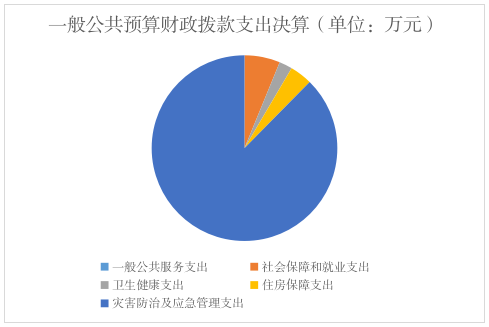 一般公共预算财政拨款支出决算（单位：万元）
一般公共服务支出 社会保障和就业支出
卫生健康支出 住房保障支出
灾害防治及应急管理支出